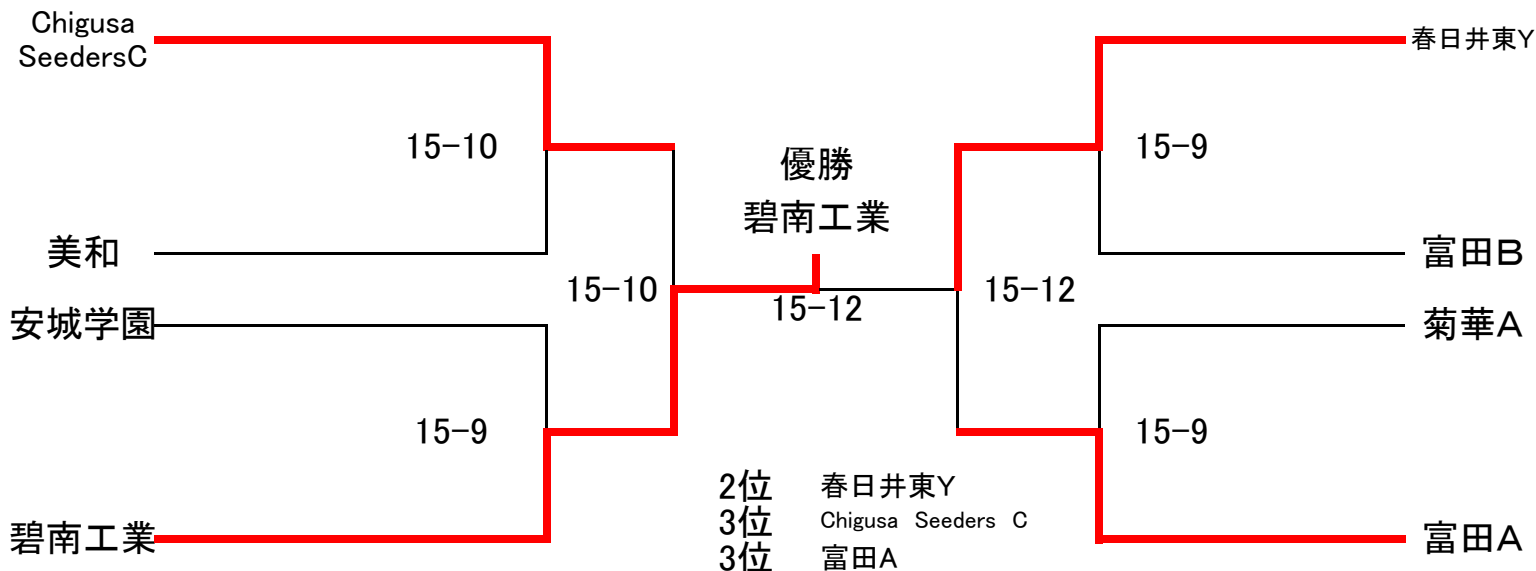 Chigusa
SeedersC
春日井東Y
15-10
15-9
優勝
碧南工業
美和
富田B
15-10
15-12
15-12
安城学園
菊華A
15-9
15-9
2位 春日井東Y
3位 Chigusa Seeders C
3位 富田A
碧南工業
富田A